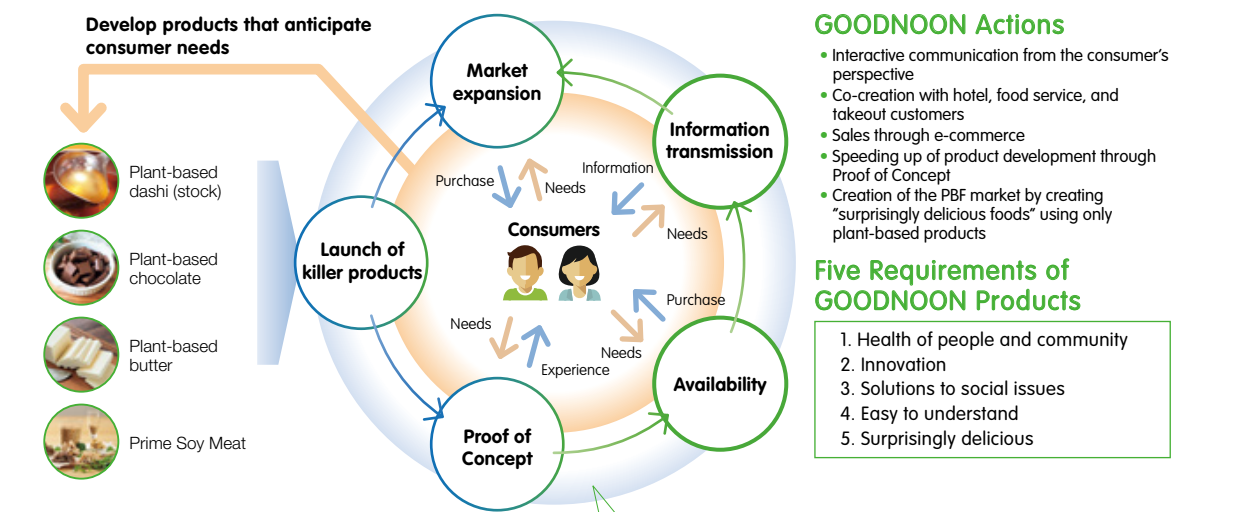 Develop products that anticipate
consumer needs
Plant-based
dashi (stock)
Plant-based
chocolate
Plant-based
butter
Prime Soy Meat
Market
expansion
Information
transmission
Launch of
killer products
Proof of
Concept
Availability
Purchase
Needs
Information
Needs
Consumers
Purchase
Needs
Needs
Experience
GOODNOON Actions
• Interactive communication from the consumer's
perspective
• Co-creation with hotel, food service, and
takeout customers
• Sales through e-commerce
• Speeding up of product development through
Proof of Concept
• Creation of the PBF market by creating
"surprisingly delicious foods" using only
plant-based products
Five Requirements of
GOODNOON Products
1. Health of people and community
2. Innovation
3. Solutions to social issues
4. Easy to understand
5. Surprisingly delicious